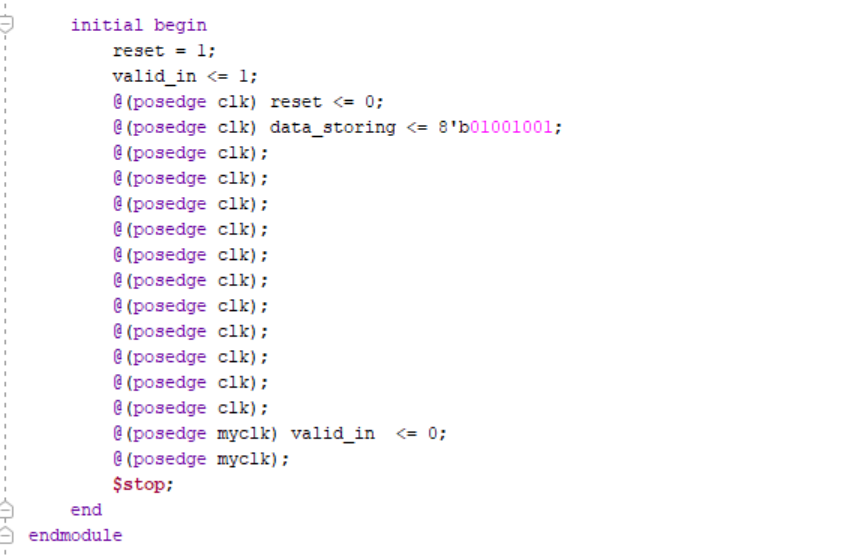 initial begin
reset = 1;
valid_in <= 1;
@(posedge clk) reset <= 0;
@(posedge clk) data_storing <= 8'b01001001;
@(posedge clk);
@(posedge clk);
@(posedge clk);
@(posedge clk);
@(posedge clk);
@(posedge clk);
@(posedge clk);
@(posedge clk);
@(posedge clk);
@(posedge clk);
@(posedge clk);
@(posedge myclk) valid_in  <= 0;
@(posedge myclk);
$stop;
end
endmodule